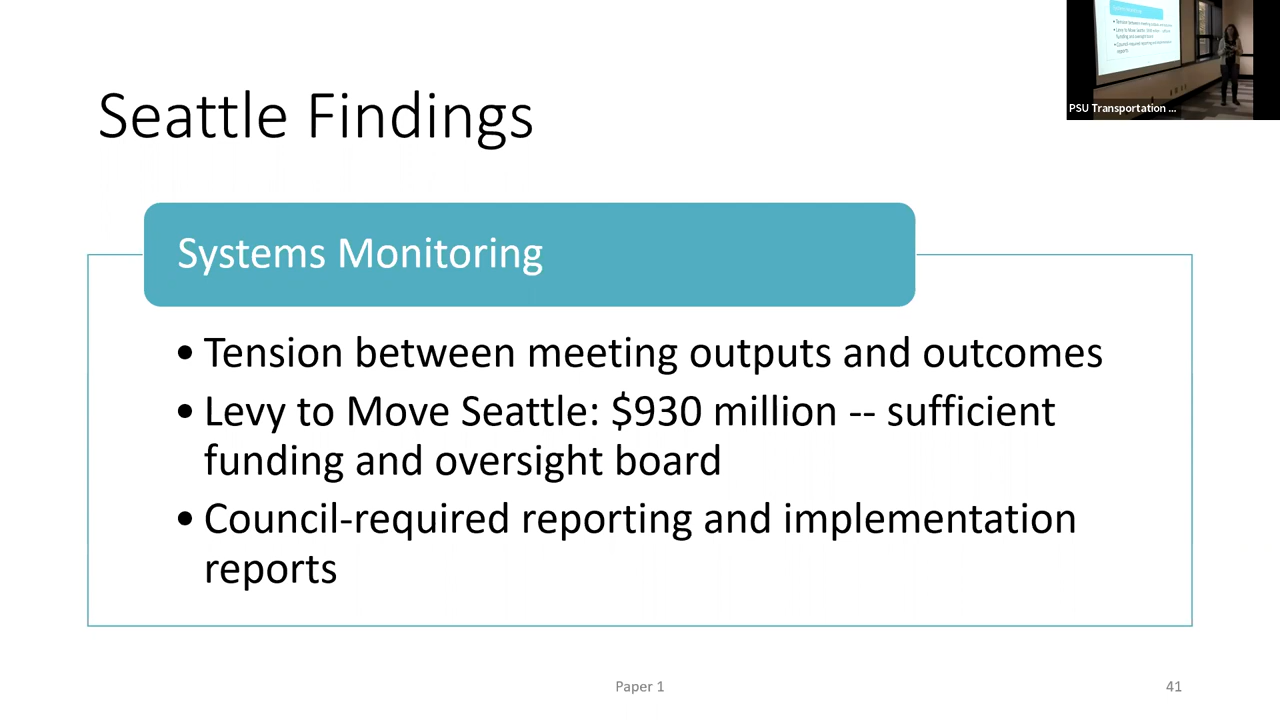 Seattle Findings
PSU Transportation ...
Systems Monitoring
• Tension between meeting outputs and outcomes
• Levy to Move Seattle: $930 million -- sufficient
funding and oversight board
• Council-required reporting and implementation
reports
Paper 1
41